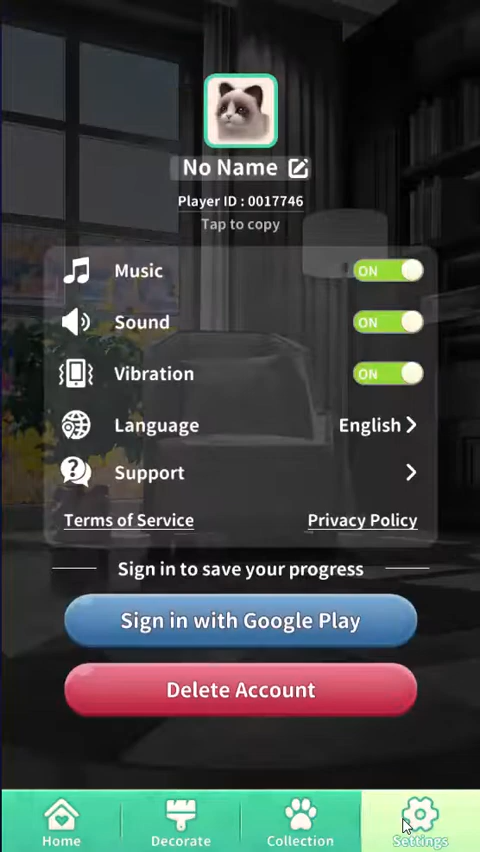 No Name
Player ID : 0017746
Tap to copy
Music ON
Sound ON
Vibration ON
Language English
Support
Terms of Service Privacy Policy
Sign in to save your progress
Sign in with Google Play
Delete Account
Home Decorate Collection Settings